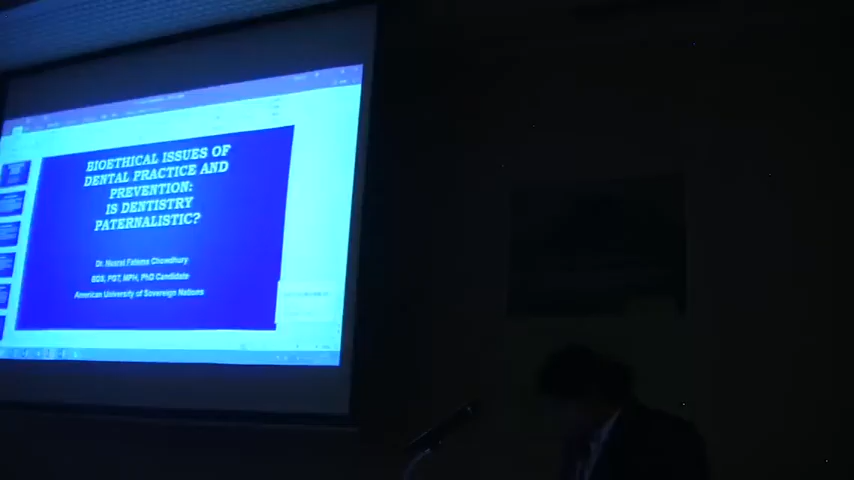 BIOETHICAL ISSUES OF
DENTAL PRACTICE AND
PREVENTION:
IS DENTISTRY
PATERNALISTIC?
Dr. Nusrat Fatema Chowdhury
BDS, PGT, MPH, PhD Candidate
American University of Sovereign Nations